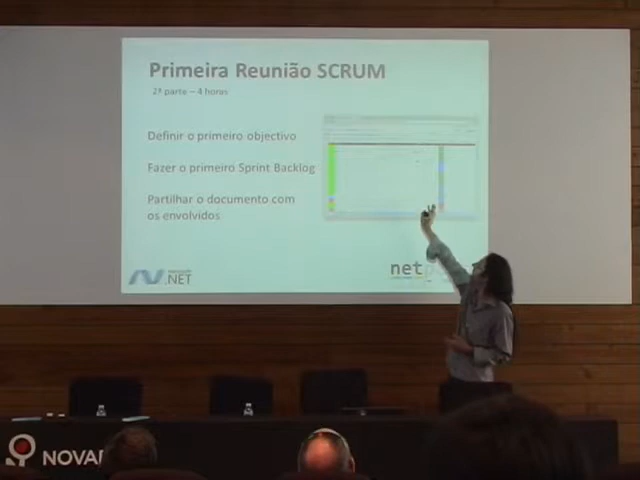 Primeira Reunião SCRUM
2ª parte – 4 horas
Definir o primeiro objectivo
Fazer o primeiro Sprint Backlog
Partilhar o documento com
os envolvidos
.NET
net
NOVA